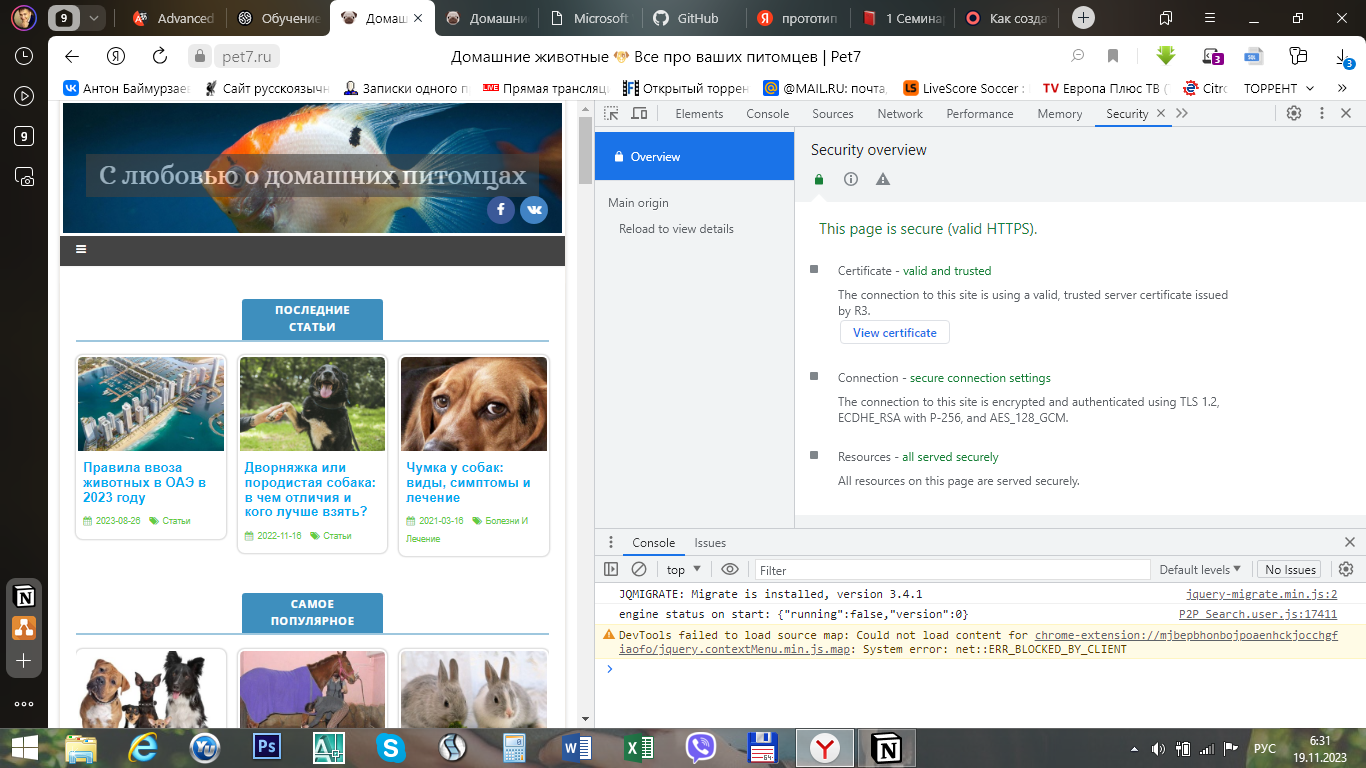 9
Advanced
Обучение
Домаш
Домашни
Microsoft
GitHub
прототип
1 Семинар
Как созда
pet7.ru
Домашние животные 🐶 Все про ваших питомцев | Pet7
3
3
Антон Баймурзаев
Сайт русскоязычн
Записки одного п
LIVE Прямая трансляц
Открытый торрен
@MAIL.RU: почта,
LS LiveScore Soccer :
TV Европа Плюс ТВ (
Citro
ТОРРЕНТ
9
С любовью о домашних питомцах
ПОСЛЕДНИЕ
СТАТЬИ
Правила ввоза
животных в ОАЭ в
2023 году
2023-08-26 Статьи
Дворняжка или
породистая собака:
в чем отличия и
кого лучше взять?
2022-11-16 Статьи
Чумка у собак:
виды, симптомы и
лечение
2021-03-16 Болезни И
Лечение
САМОЕ
ПОПУЛЯРНОЕ
Elements Console Sources Network Performance Memory Security
Overview
Main origin
Reload to view details
Security overview
This page is secure (valid HTTPS).
Certificate - valid and trusted
The connection to this site is using a valid, trusted server certificate issued
by R3.
View certificate
Connection - secure connection settings
The connection to this site is encrypted and authenticated using TLS 1.2,
ECDHE_RSA with P-256, and AES_128_GCM.
Resources - all served securely
All resources on this page are served securely.
Console Issues
top Filter Default levels No Issues
JQMIGRATE: Migrate is installed, version 3.4.1 jquery-migrate.min.js:2
engine status on start: {"running":false,"version":0} P2P Search.user.js:17411
DevTools failed to load source map: Could not load content for chrome-extension://mjbepbhonbojpoaenhckjocchgf
iaofo/jquery.contextMenu.min.js.map: System error: net::ERR_BLOCKED_BY_CLIENT
РУС
6:31
19.11.2023